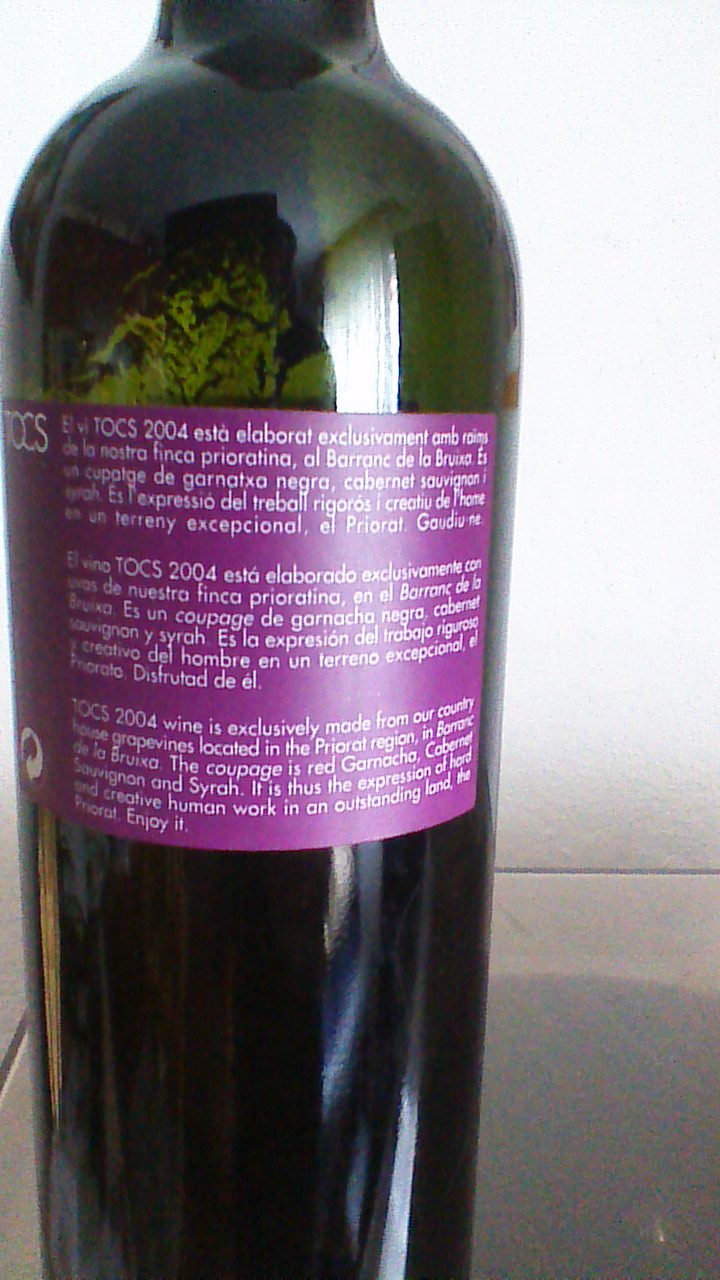 TOCS
El vi TOCS 2004 està elaborat exclusivament amb raïms
de la nostra finca prioratina, al Barranc de la Bruixa. És
un cupatge de garnatxa negra, cabernet sauvignon i
syrah. És l'expressió del treball rigorós i creatiu de l'home
en un terreny excepcional, el Priorat. Gaudiu-ne.
El vino TOCS 2004 está elaborado exclusivamente con
uvas de nuestra finca prioratina, en el Barranc de la
Bruixa. Es un coupage de garnacha negra, cabernet
sauvignon y syrah. Es la expresión del trabajo riguroso
y creativo del hombre en un terreno excepcional, el
Priorato. Disfrutad de él.
TOCS 2004 wine is exclusively made from our country
house grapevines located in the Priorat region, in Barranc
de la Bruixa. The coupage is red Garnacha, Cabernet
Sauvignon and Syrah. It is thus the expression of hard
and creative human work in an outstanding land, the
Priorat. Enjoy it.